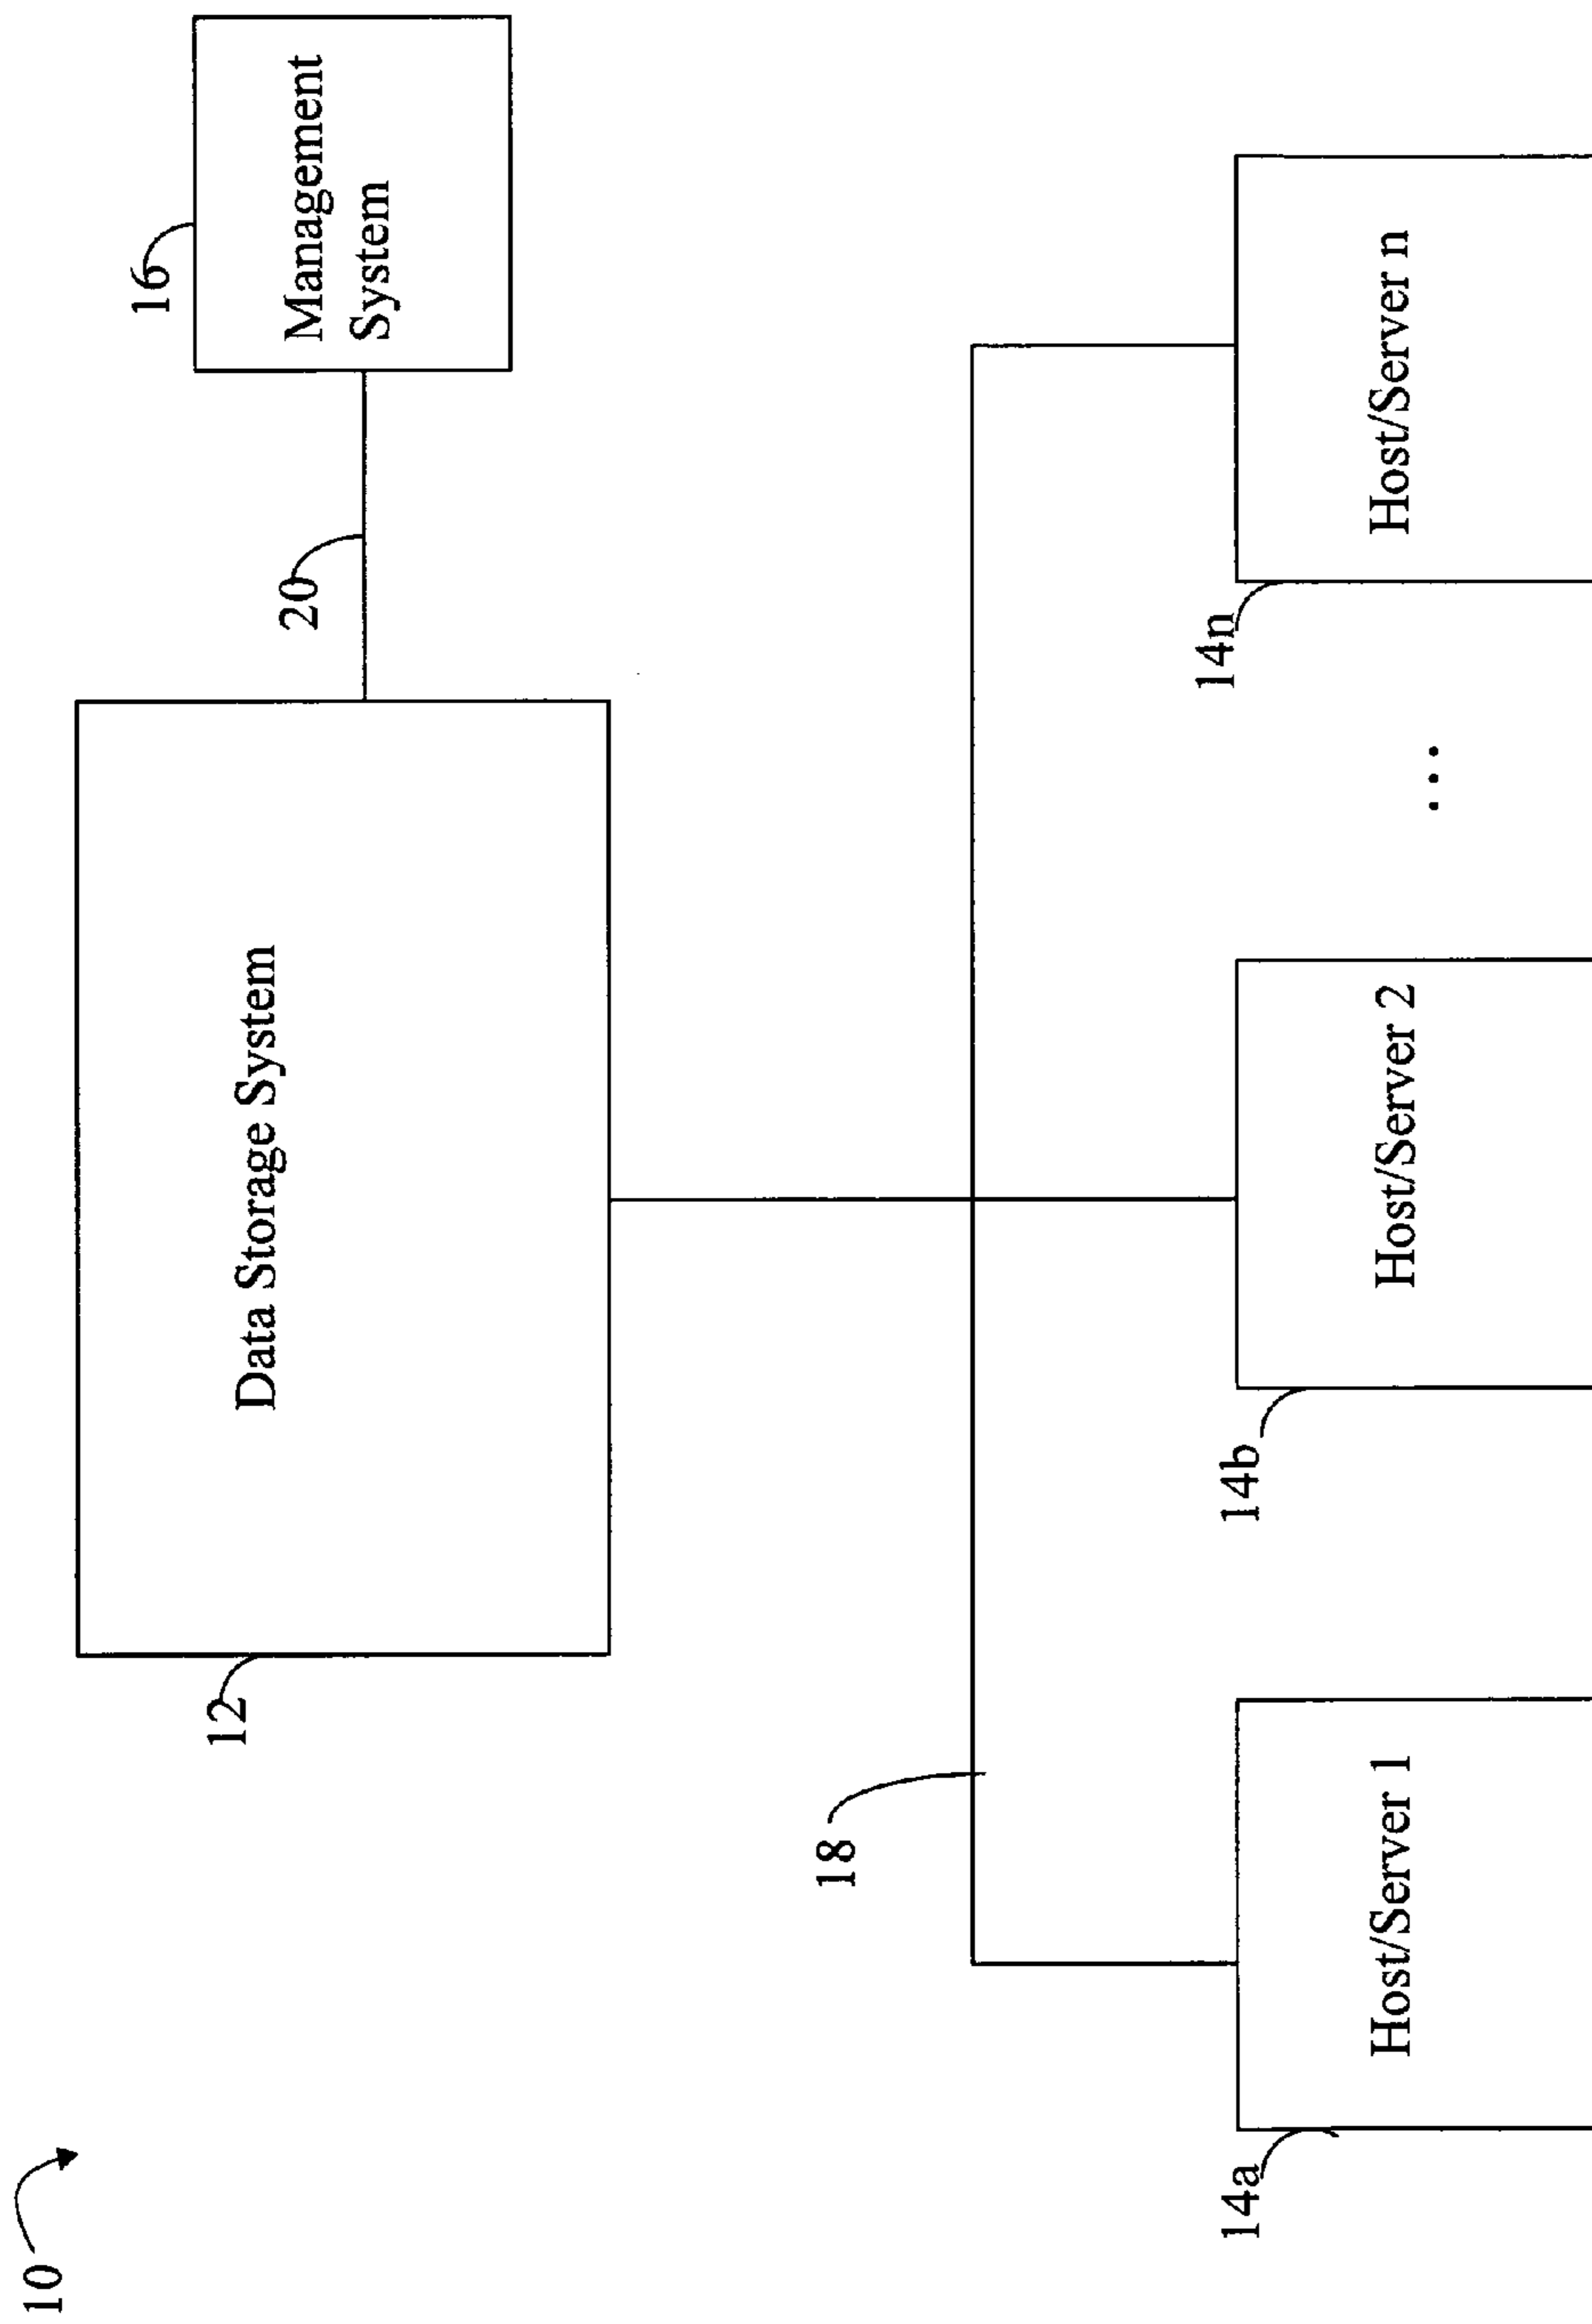 10
12
Data Storage System
16
Management
System
20
18
14a
Host/Server 1
14b
Host/Server 2
...
14n
Host/Server n